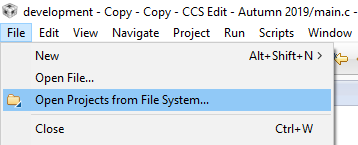 development - Copy - Copy - CCS Edit - Autumn 2019/main.c -
File Edit View Navigate Project Run Scripts Window
New Alt+Shift+N >
Open File...
Open Projects from File System...
Close Ctrl+W